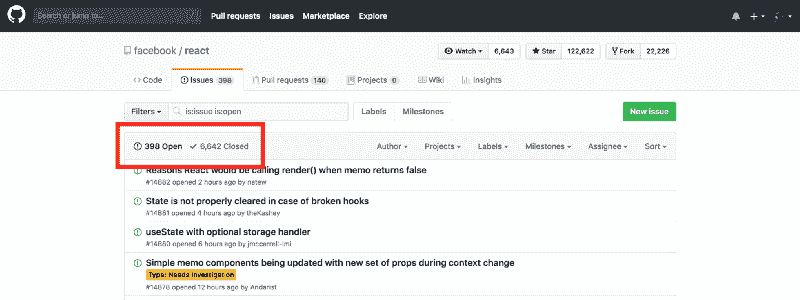 Search or jump to... Pull requests Issues Marketplace Explore
facebook / react Watch 6,643 Star 122,622 Fork 22,226
Code Issues 398 Pull requests 140 Projects 0 Wiki Insights
Filters is:issue is:open Labels Milestones New issue
398 Open 6,642 Closed Author Projects Labels Milestones Assignee Sort
Reasons React would be calling render() when memo returns false
#14682 opened 2 hours ago by
State is not properly cleared in case of broken hooks
#14681 opened 4 hours ago by theKashey
useState with optional storage handler
#14680 opened 6 hours ago by jmccarrell-lmi
Simple memo components being updated with new set of props during context change
Type: Needs Investigation
#14678 opened 12 hours ago by Andarist